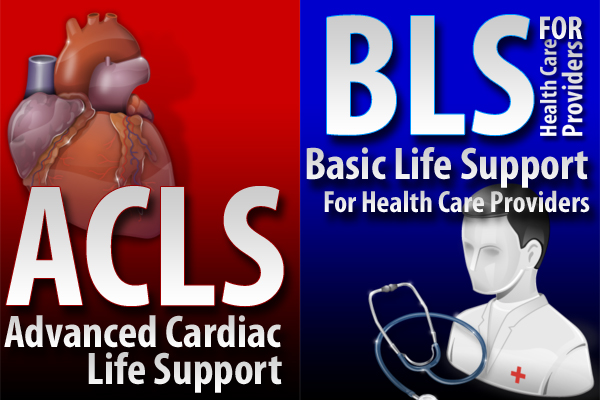 ACLS
Advanced Cardiac
Life Support
BLS
FOR
Health Care
Providers
Basic Life Support
For Health Care Providers